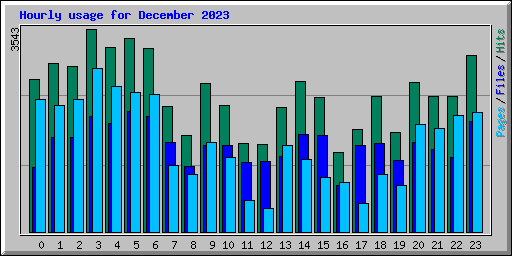 Hourly usage for December 2023
3543
Pages / Files / Hits
0 1 2 3 4 5 6 7 8 9 10 11 12 13 14 15 16 17 18 19 20 21 22 23